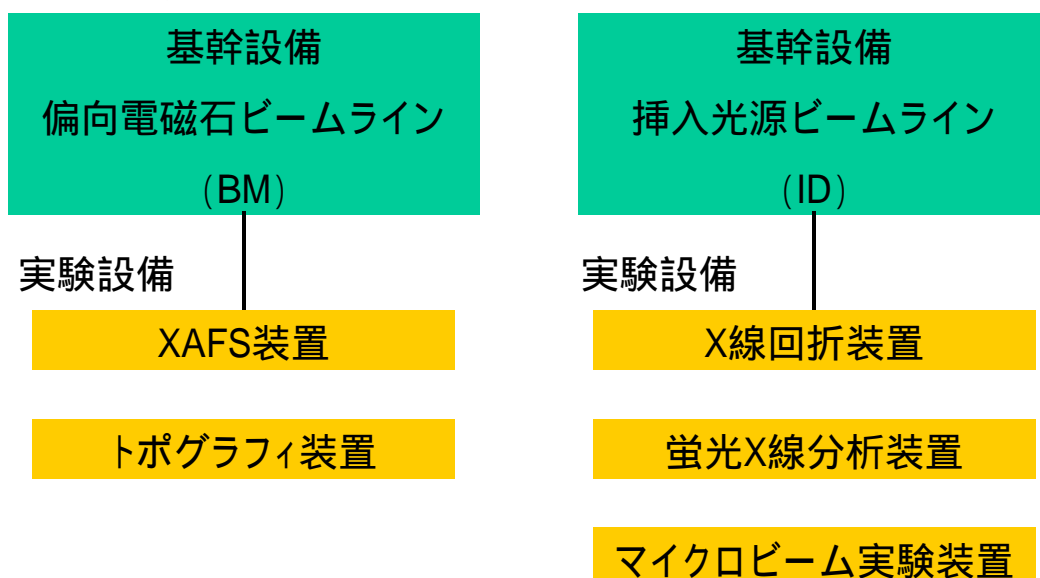 基幹設備
偏向電磁石ビームライン
（BM）
実験設備
XAFS装置
トポグラフィ装置
基幹設備
挿入光源ビームライン
（ID）
実験設備
X線回折装置
蛍光X線分析装置
マイクロビーム実験装置